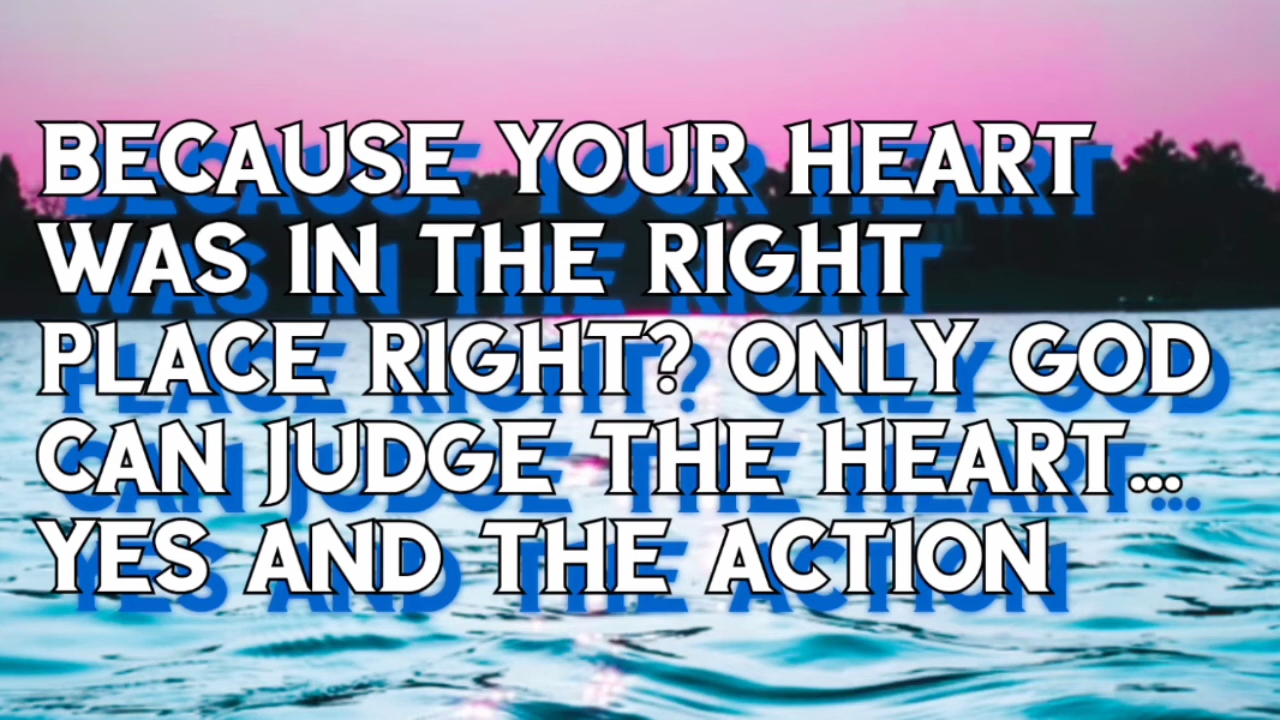 BECAUSE YOUR HEART
WAS IN THE RIGHT
PLACE RIGHT? ONLY GOD
CAN JUDGE THE HEART...
YES AND THE ACTION